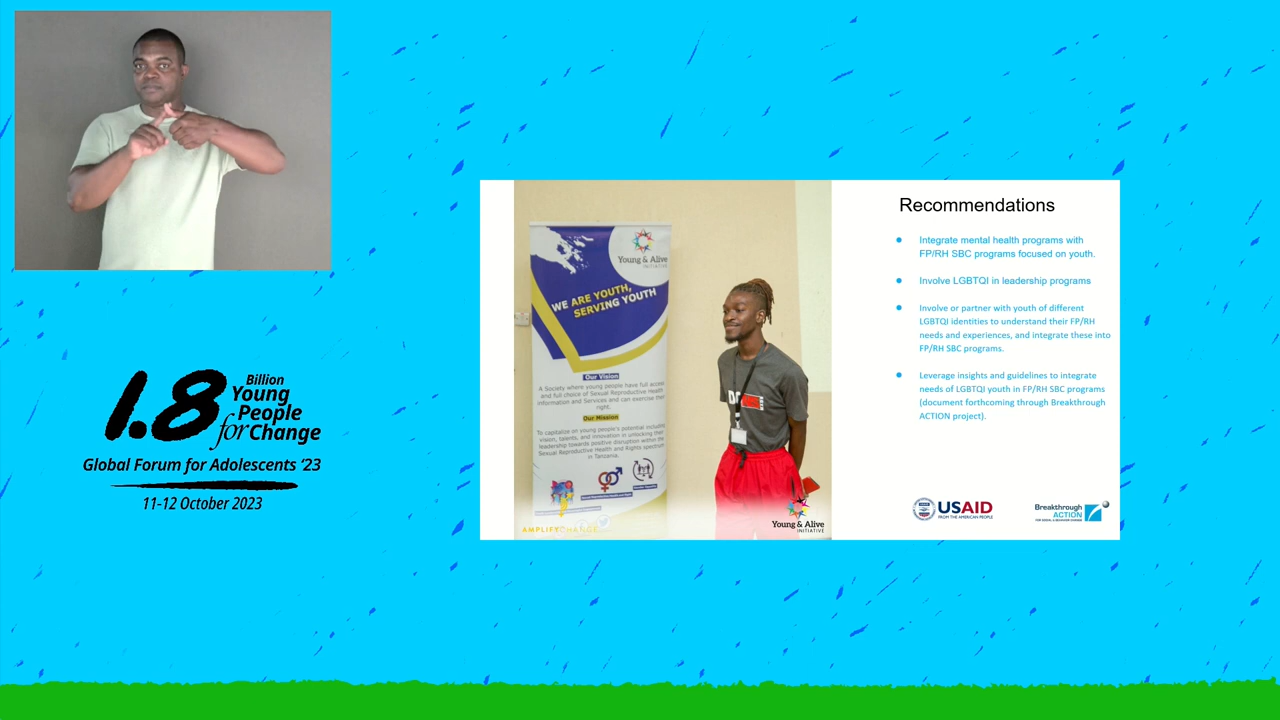 1.8
Billion
Young
People
for Change
Global Forum for Adolescents ‘23
11-12 October 2023
Young & Alive
INITIATIVE
WE ARE YOUTH,
SERVING YOUTH
Our Vision
A Society where young people have full access
and full choice of Sexual Reproductive Health
Information and Services and can exercise their
right.
Our Mission
To capitalize on young people's potential including
vision, talents, and innovation in unlocking their
leadership towards positive disruption within the
Sexual Reproductive Health and Rights spectrum
in Tanzania.
AMPLIFYCHANGE
Young & Alive
INITIATIVE
Recommendations
● Integrate mental health programs with
FP/RH SBC programs focused on youth.
● Involve LGBTQI in leadership programs
● Involve or partner with youth of different
LGBTQI identities to understand their FP/RH
needs and experiences, and integrate these into
FP/RH SBC programs.
● Leverage insights and guidelines to integrate
needs of LGBTQI youth in FP/RH SBC programs
(document forthcoming through Breakthrough
ACTION project).
USAID
FROM THE AMERICAN PEOPLE
Breakthrough
ACTION
FOR SOCIAL & BEHAVIOR CHANGE